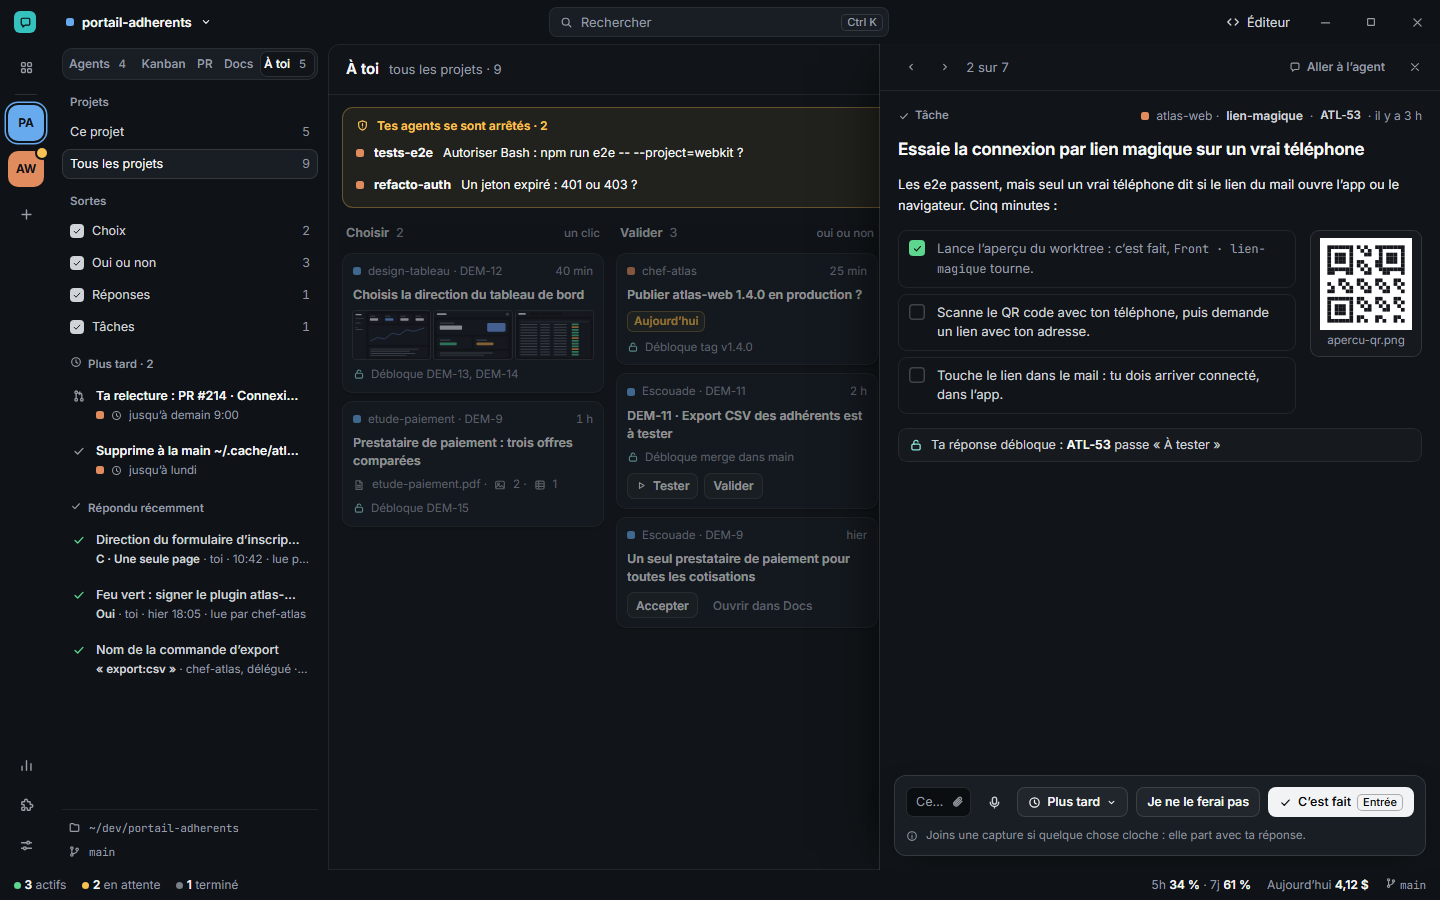 portail-adherents
Rechercher
Ctrl K
Éditeur
Agents 4
Kanban
PR
Docs
À toi 5
PA
AW
Projets
Ce projet 5
Tous les projets 9
Sortes
Choix 2
Oui ou non 3
Réponses 1
Tâches 1
Plus tard · 2
Ta relecture : PR #214 · Connexi...
jusqu'à demain 9:00
Supprime à la main ~/.cache/atl...
jusqu'à lundi
Répondu récemment
Direction du formulaire d'inscrip...
C · Une seule page · toi · 10:42 · lue p...
Feu vert : signer le plugin atlas-...
Oui · toi · hier 18:05 · lue par chef-atlas
Nom de la commande d'export
« export:csv » · chef-atlas, délégué ·...
~/dev/portail-adherents
main
À toi tous les projets · 9
Tes agents se sont arrêtés · 2
tests-e2e Autoriser Bash : npm run e2e -- --project=webkit ?
refacto-auth Un jeton expiré : 401 ou 403 ?
Choisir 2 un clic
design-tableau · DEM-12 40 min
Choisis la direction du tableau de bord
Débloque DEM-13, DEM-14
etude-paiement · DEM-9 1 h
Prestataire de paiement : trois offres
comparées
etude-paiement.pdf · 2 · 1
Débloque DEM-15
Valider 3 oui ou non
chef-atlas 25 min
Publier atlas-web 1.4.0 en production ?
Aujourd'hui
Débloque tag v1.4.0
Escouade · DEM-11 2 h
DEM-11 · Export CSV des adhérents est
à tester
Débloque merge dans main
Tester
Valider
Escouade · DEM-9 hier
Un seul prestataire de paiement pour
toutes les cotisations
Accepter
Ouvrir dans Docs
2 sur 7
Aller à l'agent
Tâche
atlas-web · lien-magique · ATL-53 · il y a 3 h
Essaie la connexion par lien magique sur un vrai téléphone
Les e2e passent, mais seul un vrai téléphone dit si le lien du mail ouvre l'app ou le
navigateur. Cinq minutes :
Lance l'aperçu du worktree : c'est fait, Front · lien-
magique tourne.
Scanne le QR code avec ton téléphone, puis demande
un lien avec ton adresse.
Touche le lien dans le mail : tu dois arriver connecté,
dans l'app.
apercu-qr.png
Ta réponse débloque : ATL-53 passe « À tester »
Ce...
Plus tard
Je ne le ferai pas
C'est fait Entrée
Joins une capture si quelque chose cloche : elle part avec ta réponse.
3 actifs
2 en attente
1 terminé
5h 34 % · 7j 61 %
Aujourd'hui 4,12 $
main